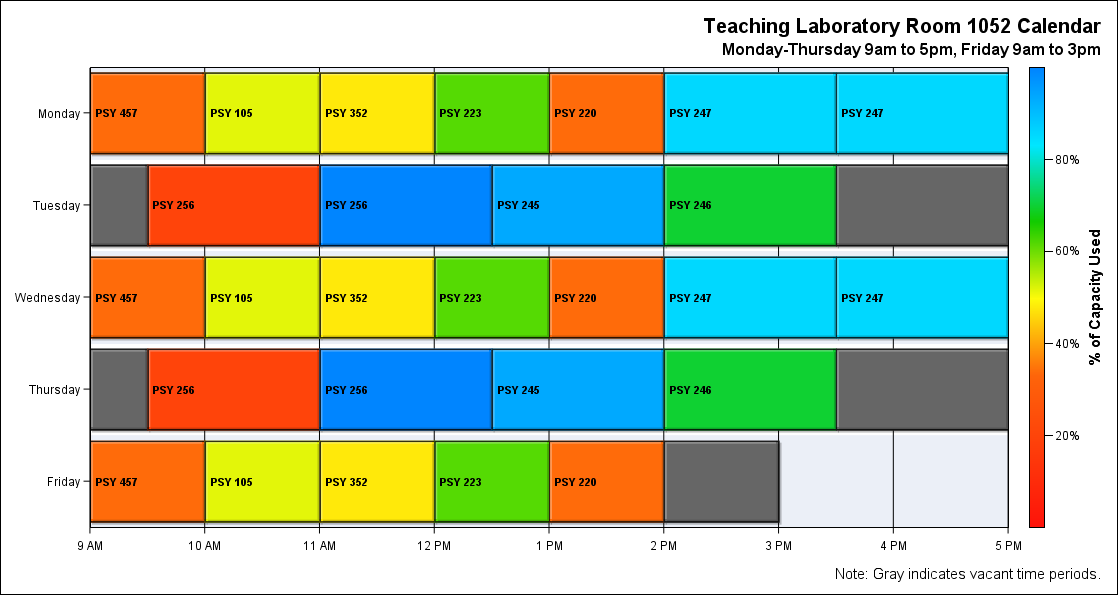 Teaching Laboratory Room 1052 Calendar
Monday-Thursday 9am to 5pm, Friday 9am to 3pm
Monday PSY 457 PSY 105 PSY 352 PSY 223 PSY 220 PSY 247 PSY 247
80%
Tuesday PSY 256 PSY 256 PSY 245 PSY 246
60%
Wednesday PSY 457 PSY 105 PSY 352 PSY 223 PSY 220 PSY 247 PSY 247
% of Capacity Used
40%
Thursday PSY 256 PSY 256 PSY 245 PSY 246
20%
Friday PSY 457 PSY 105 PSY 352 PSY 223 PSY 220
9 AM 10 AM 11 AM 12 PM 1 PM 2 PM 3 PM 4 PM 5 PM
Note: Gray indicates vacant time periods.